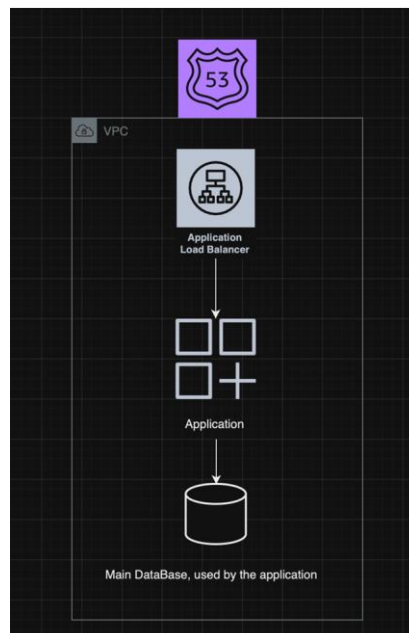 53
VPC
Application
Load Balancer
Application
Main DataBase, used by the application